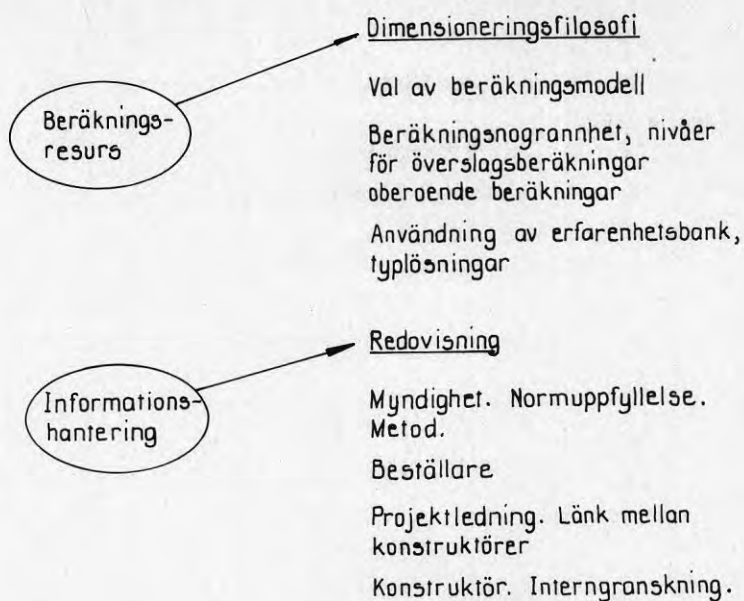 Dimensioneringsfilosofi
Beräknings-
resurs
Val av beräkningsmodell
Beräkningsnogrannhet, nivåer
för överslagsberäkningar
oberoende beräkningar
Användning av erfarenhetsbank,
typlösningar
Redovisning
Informations-
hantering
Myndighet. Normuppfyllelse.
Metod.
Beställare
Projektledning. Länk mellan
konstruktörer
Konstruktör. Interngranskning.